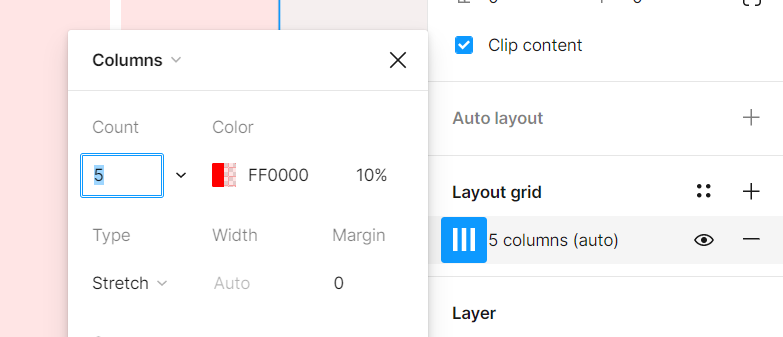 Clip content
Columns
Auto layout
Count Color
5 FF0000 10%
Layout grid
5 columns (auto)
Type Width Margin
Stretch Auto 0
Layer